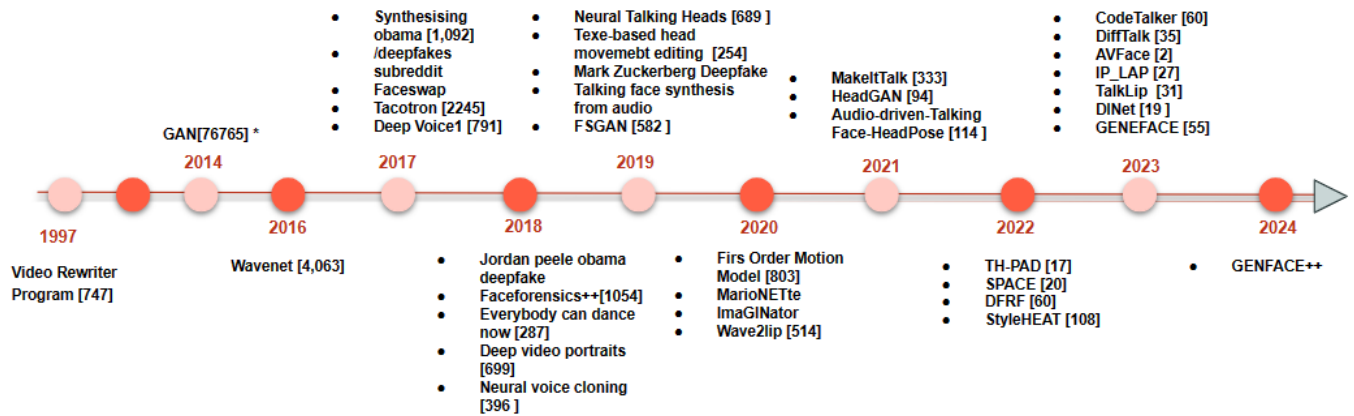 Synthesising
obama [1,092]
/deepfakes
subreddit
Faceswap
Tacotron [2245]
Deep Voice1 [791]
Neural Talking Heads [689 ]
Texe-based head
movemebt editing [254]
Mark Zuckerberg Deepfake
Talking face synthesis
from audio
FSGAN [582 ]
MakeItTalk [333]
HeadGAN [94]
Audio-driven-Talking
Face-HeadPose [114 ]
CodeTalker [60]
DiffTalk [35]
AVFace [2]
IP_LAP [27]
TalkLip [31]
DINet [19 ]
GENEFACE [55]
GAN[76765] *
2014
2017
2019
2021
2023
1997
2016
2018
2020
2022
2024
Video Rewriter
Program [747]
Wavenet [4,063]
Jordan peele obama
deepfake
Faceforensics++[1054]
Everybody can dance
now [287]
Deep video portraits
[699]
Neural voice cloning
[396 ]
Firs Order Motion
Model [803]
MarioNETte
ImaGINator
Wave2lip [514]
TH-PAD [17]
SPACE [20]
DFRF [60]
StyleHEAT [108]
GENFACE++